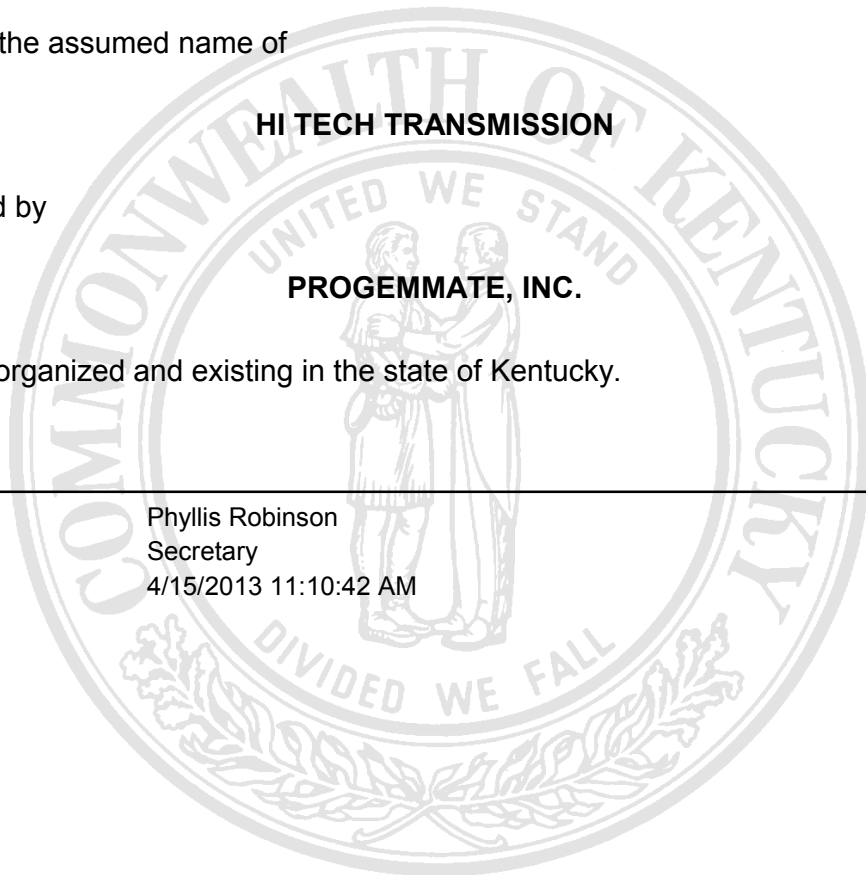 the assumed name of
HI TECH TRANSMISSION
d by
PROGEMMATE, INC.
organized and existing in the state of Kentucky.
Phyllis Robinson
Secretary
4/15/2013 11:10:42 AM
COMMONWEALTH OF KENTUCKY
UNITED WE STAND
DIVIDED WE FALL